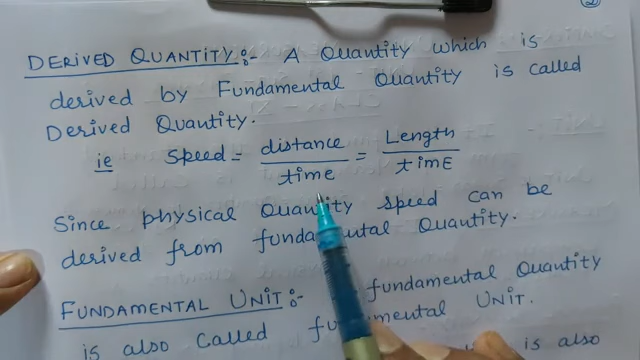 2
DERIVED QUANTITY:- A Quantity which is
derived by Fundamental Quantity is called
Derived Quantity.
ie Speed = distance / time = Length / timE
Since physical Quantity speed can be
derived from fundamental Quantity.
FUNDAMENTAL UNIT:- fundamental Quantity
is also called fundamental UNIT.
is also